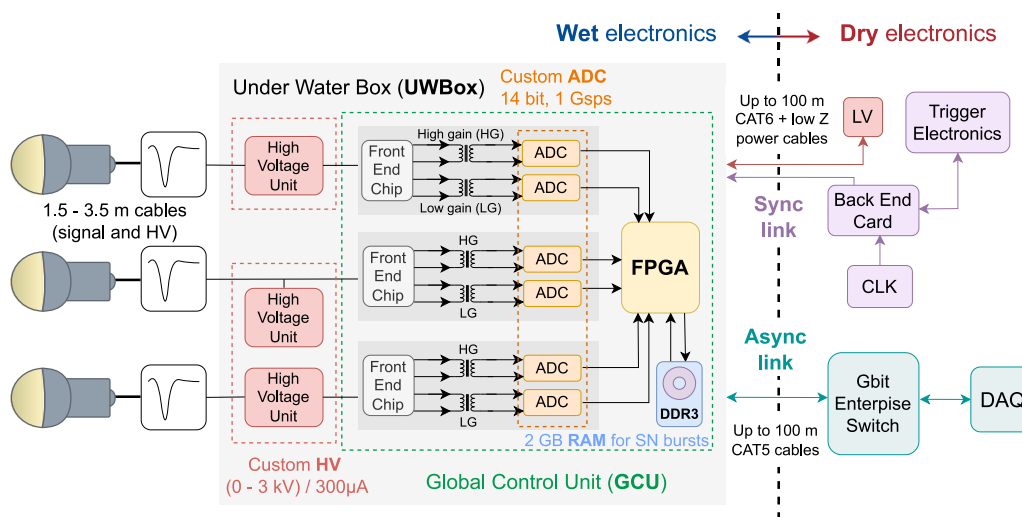 Wet electronics
Dry electronics
Under Water Box (UWBox)
Custom ADC
14 bit, 1 Gsps
Up to 100 m
CAT6 + low Z
power cables
LV
Trigger
Electronics
High
Voltage
Unit
Front
End
Chip
High gain (HG)
Low gain (LG)
ADC
ADC
1.5 - 3.5 m cables
(signal and HV)
Sync
link
Back End
Card
CLK
High
Voltage
Unit
Front
End
Chip
HG
LG
ADC
ADC
FPGA
High
Voltage
Unit
Front
End
Chip
HG
LG
ADC
ADC
DDR3
2 GB RAM for SN bursts
Async
link
Gbit
Enterpise
Switch
DAQ
Up to 100 m
CAT5 cables
Custom HV
(0 - 3 kV) / 300µA
Global Control Unit (GCU)